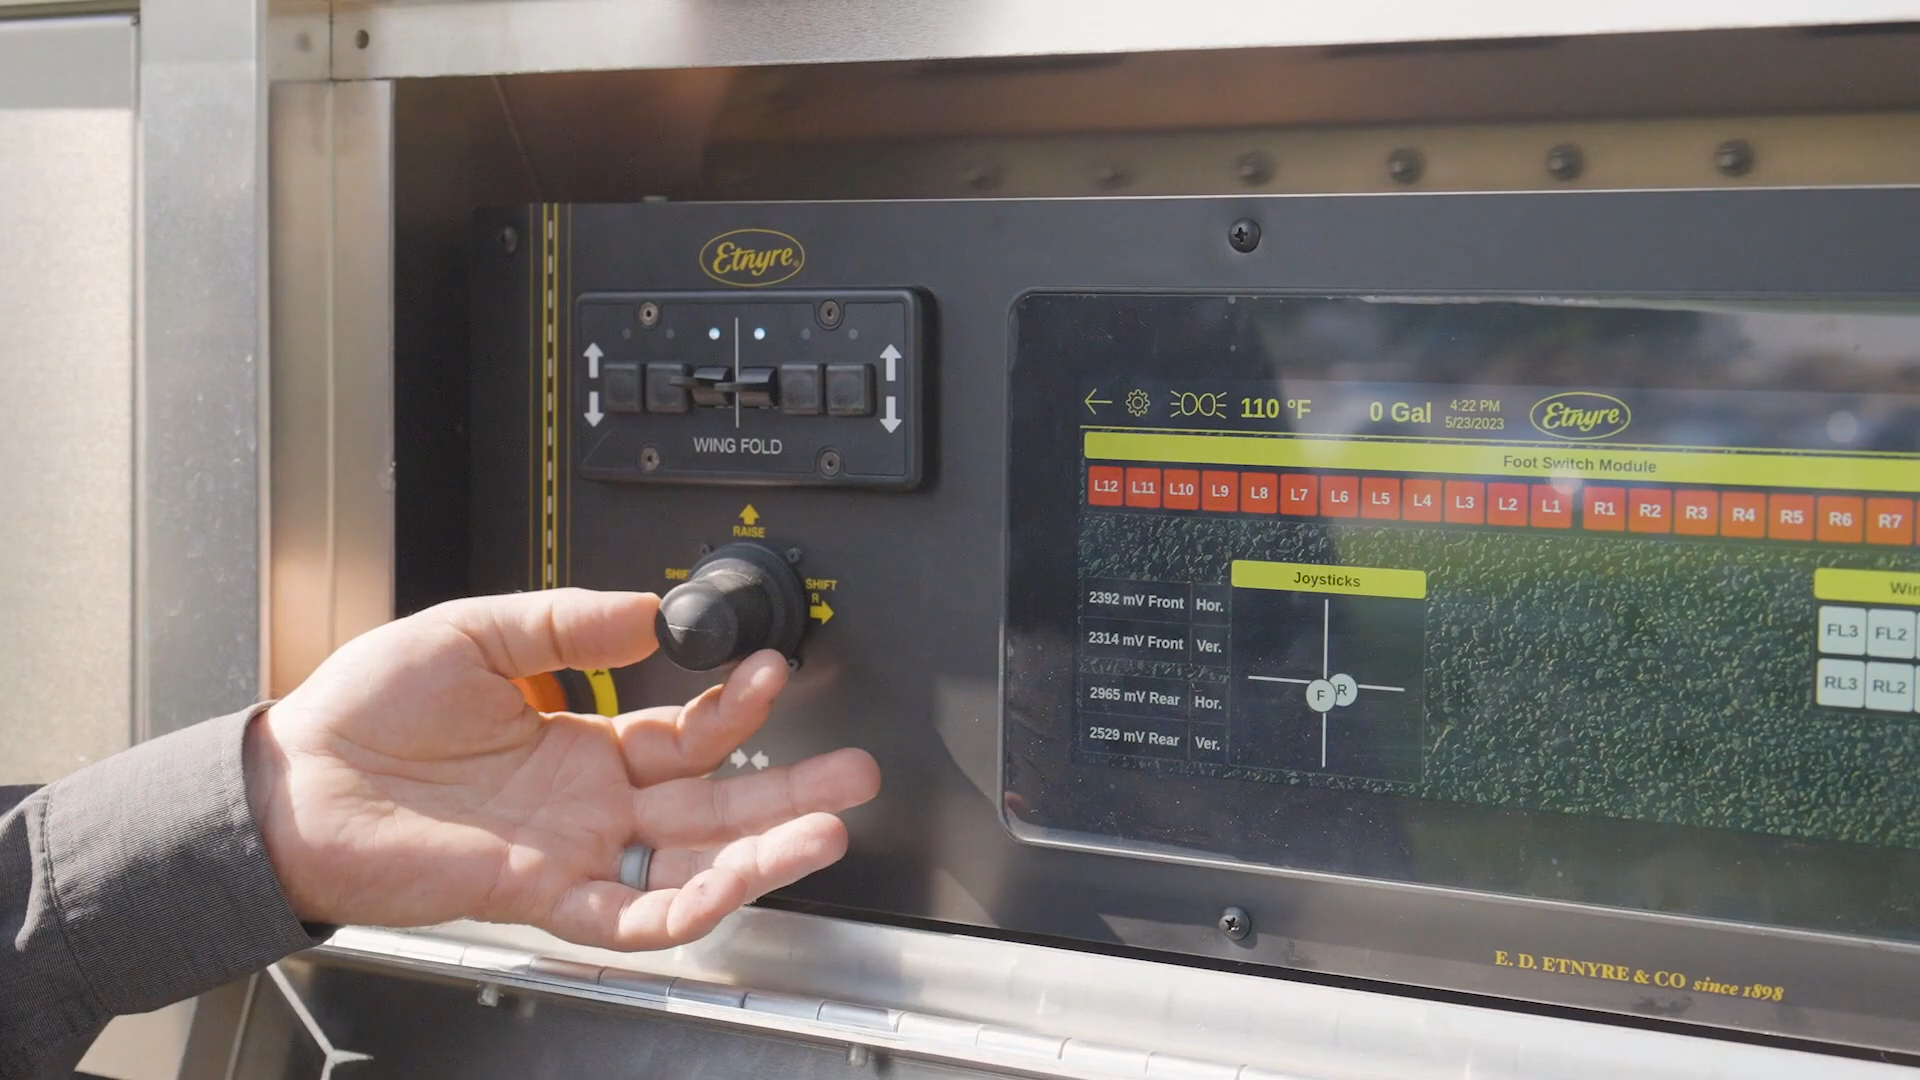 Etnyre
WING FOLD
RAISE
SHIFT
R
110 °F
0 Gal
4:22 PM
5/23/2023
Etnyre
Foot Switch Module
L12 L11 L10 L9 L8 L7 L6 L5 L4 L3 L2 L1 R1 R2 R3 R4 R5 R6 R7
Joysticks
2392 mV Front Hor.
2314 mV Front Ver.
2965 mV Rear Hor.
2529 mV Rear Ver.
F R
FL3 FL2
RL3 RL2
E. D. ETNYRE & CO since 1898